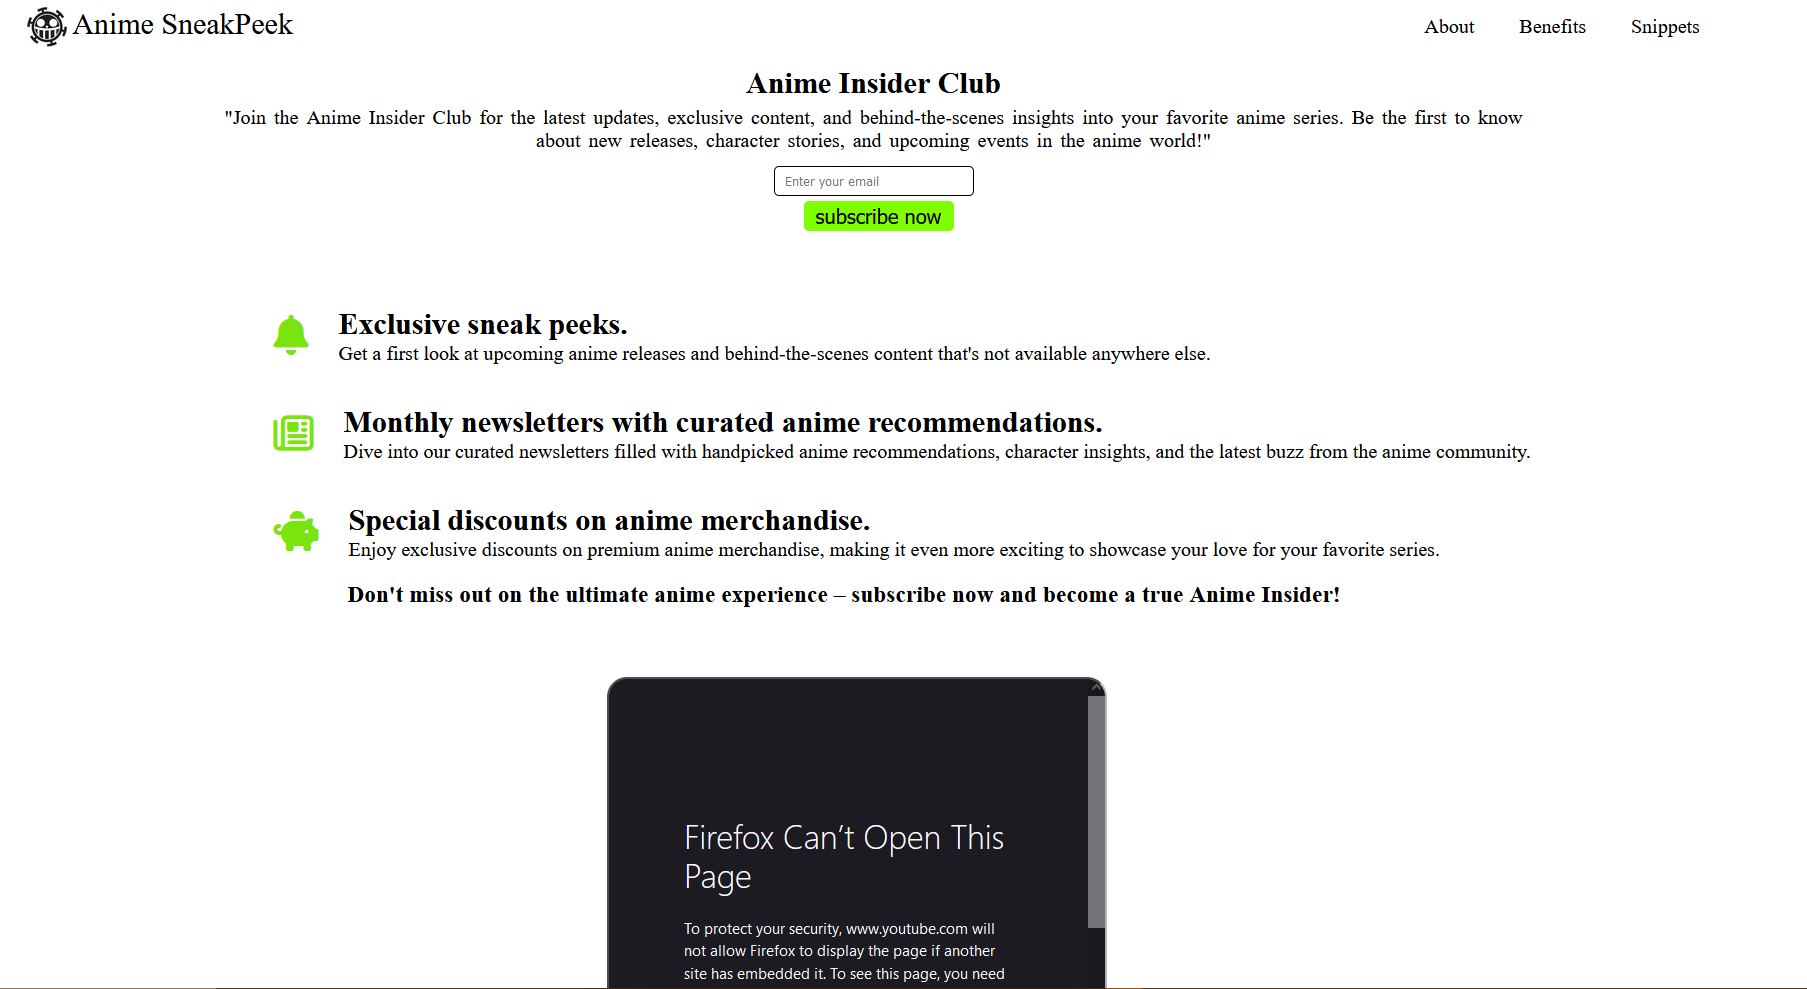 Anime SneakPeek
About Benefits Snippets
Anime Insider Club
"Join the Anime Insider Club for the latest updates, exclusive content, and behind-the-scenes insights into your favorite anime series. Be the first to know
about new releases, character stories, and upcoming events in the anime world!"
Enter your email
subscribe now
Exclusive sneak peeks.
Get a first look at upcoming anime releases and behind-the-scenes content that's not available anywhere else.
Monthly newsletters with curated anime recommendations.
Dive into our curated newsletters filled with handpicked anime recommendations, character insights, and the latest buzz from the anime community.
Special discounts on anime merchandise.
Enjoy exclusive discounts on premium anime merchandise, making it even more exciting to showcase your love for your favorite series.
Don't miss out on the ultimate anime experience – subscribe now and become a true Anime Insider!
Firefox Can’t Open This
Page
To protect your security, www.youtube.com will
not allow Firefox to display the page if another
site has embedded it. To see this page, you need